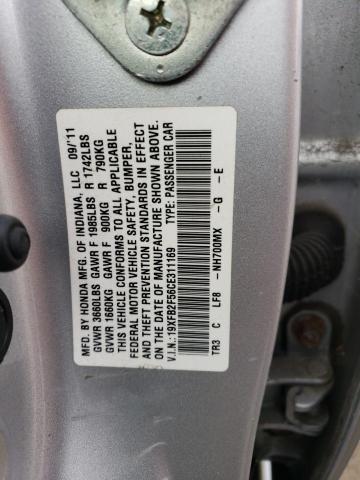 MFD. BY HONDA MFG. OF INDIANA, LLC 09/'11
GVWR 3660LBS GAWR F 1985LBS R 1742LBS
GVWR 1660KG GAWR F 900KG R 790KG
THIS VEHICLE CONFORMS TO ALL APPLICABLE
FEDERAL MOTOR VEHICLE SAFETY, BUMPER,
AND THEFT PREVENTION STANDARDS IN EFFECT
ON THE DATE OF MANUFACTURE SHOWN ABOVE.
V.I.N.:19XFB2F56CE311169 TYPE: PASSENGER CAR
TR3 C LFB - NH700MX - G - E